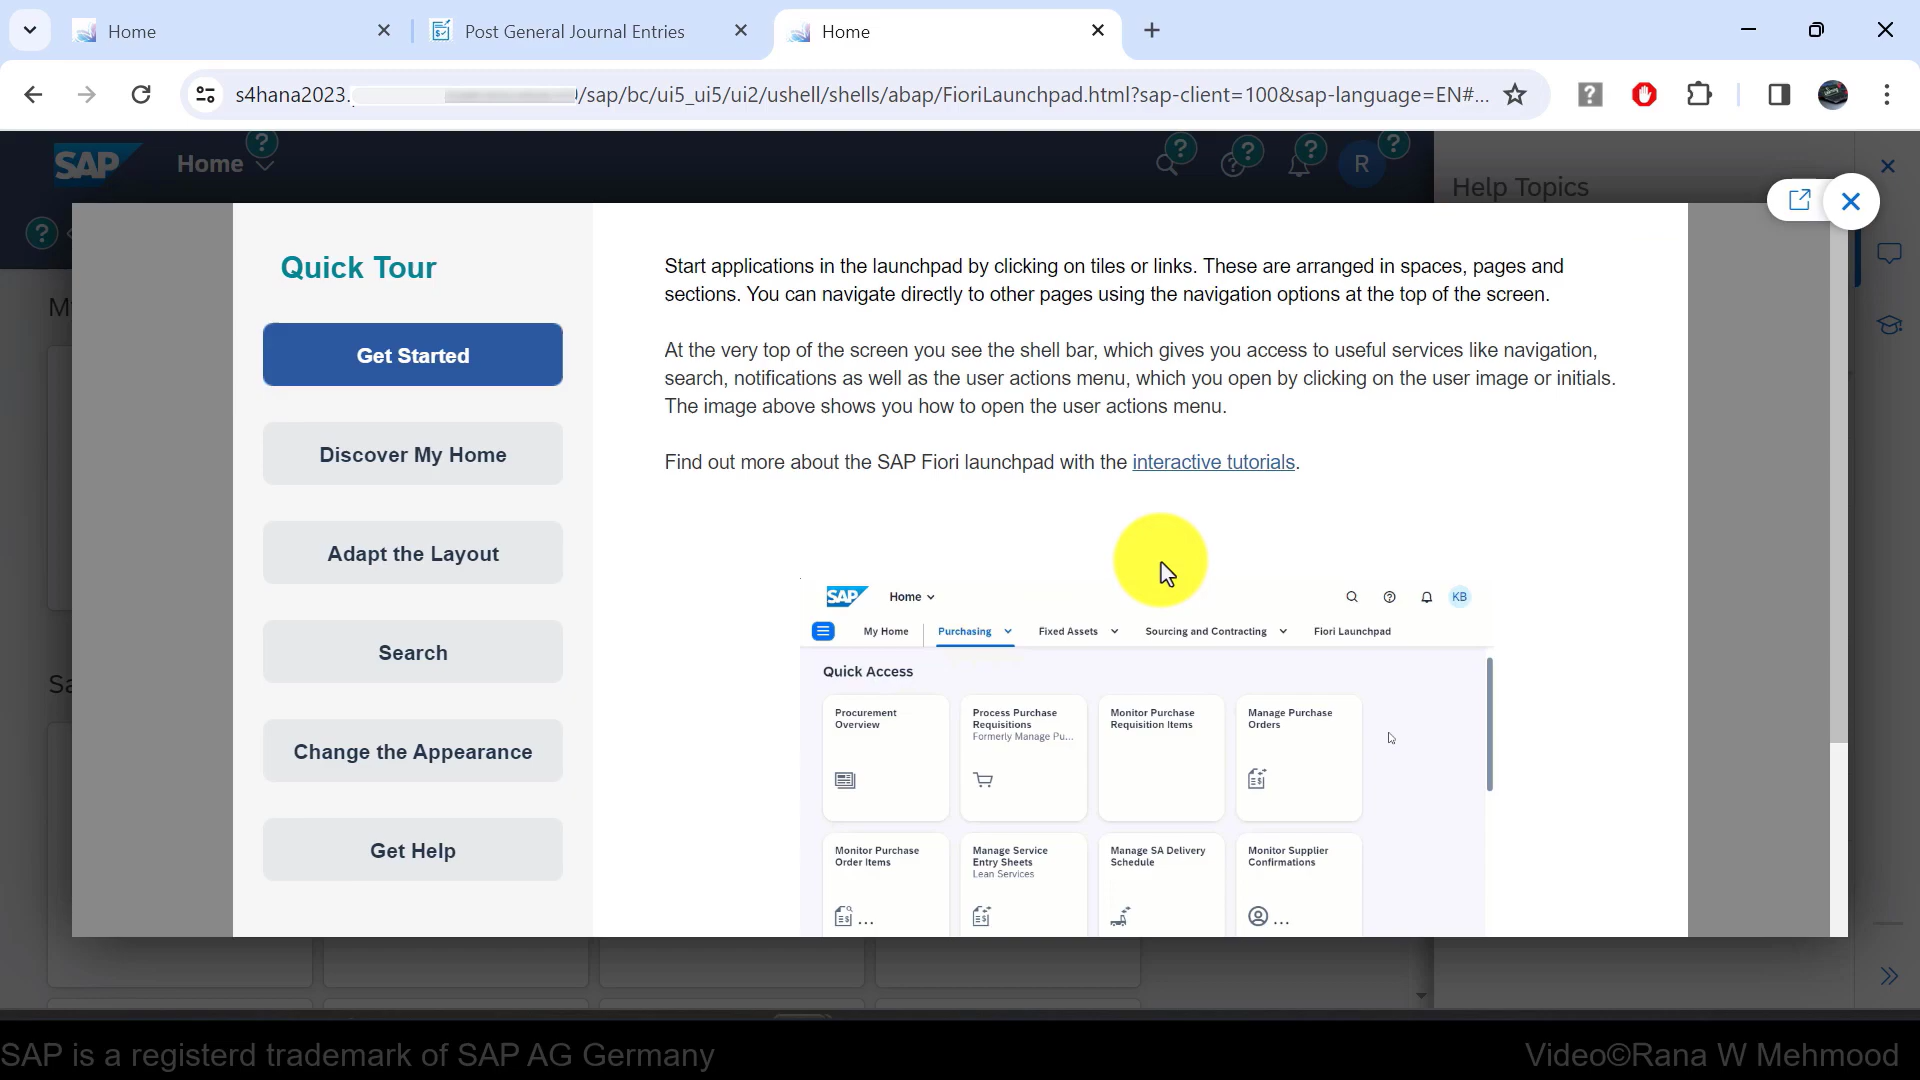 Home
Post General Journal Entries
Home
s4hana2023.
/sap/bc/ui5_ui5/ui2/ushell/shells/abap/FioriLaunchpad.html?sap-client=100&sap-language=EN#...
SAP
Home
R
Help Topics
Quick Tour
Get Started
Discover My Home
Adapt the Layout
Search
Change the Appearance
Get Help
Start applications in the launchpad by clicking on tiles or links. These are arranged in spaces, pages and
sections. You can navigate directly to other pages using the navigation options at the top of the screen.
At the very top of the screen you see the shell bar, which gives you access to useful services like navigation,
search, notifications as well as the user actions menu, which you open by clicking on the user image or initials.
The image above shows you how to open the user actions menu.
Find out more about the SAP Fiori launchpad with the interactive tutorials.
SAP
Home
KB
My Home
Purchasing
Fixed Assets
Sourcing and Contracting
Fiori Launchpad
Quick Access
Procurement
Overview
Process Purchase
Requisitions
Formerly Manage Pu...
Monitor Purchase
Requisition Items
Manage Purchase
Orders
Monitor Purchase
Order Items
Manage Service
Entry Sheets
Lean Services
Manage SA Delivery
Schedule
Monitor Supplier
Confirmations
SAP is a registerd trademark of SAP AG Germany
Video©Rana W Mehmood